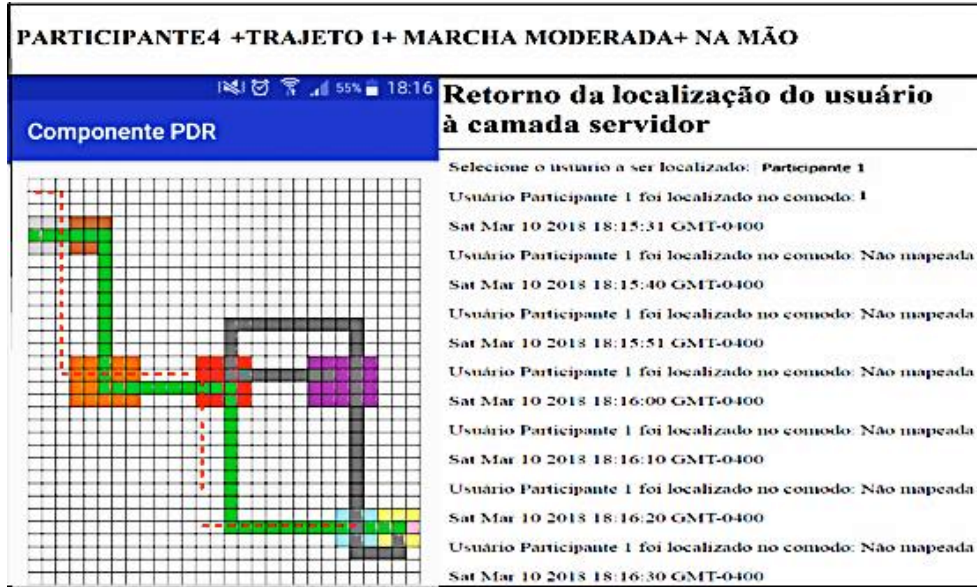 PARTICIPANTE4 +TRAJETO 1+ MARCHA MODERADA+ NA MÃO
55% 18:16
Componente PDR
Retorno da localização do usuário
à camada servidor
Selecione o usuario a ser localizado: Participante 1
Usuário Participante 1 foi localizado no comodo: 1
Sat Mar 10 2018 18:15:31 GMT-0400
Usuário Participante 1 foi localizado no comodo: Não mapeada
Sat Mar 10 2018 18:15:40 GMT-0400
Usuário Participante 1 foi localizado no comodo: Não mapeada
Sat Mar 10 2018 18:15:51 GMT-0400
Usuário Participante 1 foi localizado no comodo: Não mapeada
Sat Mar 10 2018 18:16:00 GMT-0400
Usuário Participante 1 foi localizado no comodo: Não mapeada
Sat Mar 10 2018 18:16:10 GMT-0400
Usuário Participante 1 foi localizado no comodo: Não mapeada
Sat Mar 10 2018 18:16:20 GMT-0400
Usuário Participante 1 foi localizado no comodo: Não mapeada
Sat Mar 10 2018 18:16:30 GMT-0400